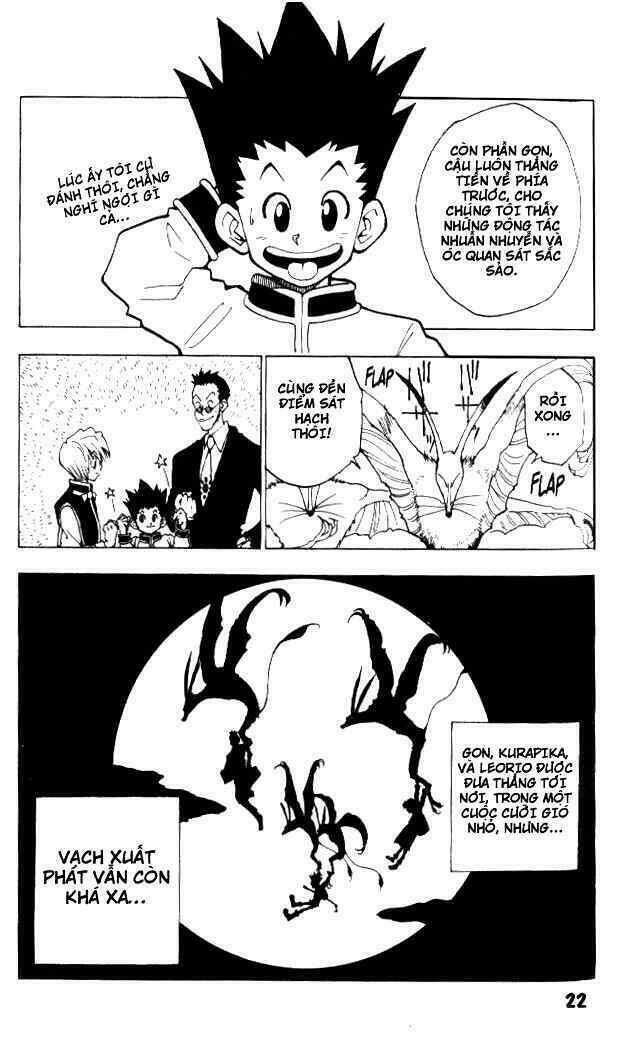 CÒN PHẦN GON,
CẬU LUÔN THẲNG
TIẾN VỀ PHÍA
TRƯỚC, CHO
CHÚNG TÔI THẤY
NHỮNG ĐỘNG TÁC
NHUẦN NHUYỄN VÀ
ÓC QUAN SÁT SẮC
SẢO.
LÚC ẤY TÔI CỨ
ĐÁNH THÔI, CHẲNG
NGHĨ NGỢI GÌ
CẢ...
RỒI
XONG
...
FLAP
FLAP
CÙNG ĐẾN
ĐIỂM SÁT
HẠCH
THÔI!
GON, KURAPIKA,
VÀ LEORIO ĐƯỢC
ĐƯA THẲNG TỚI
NƠI, TRONG MỘT
CUỘC CƯỠI GIÓ
NHỎ, NHƯNG...
VẠCH XUẤT
PHÁT VẪN CÒN
KHÁ XA...
22